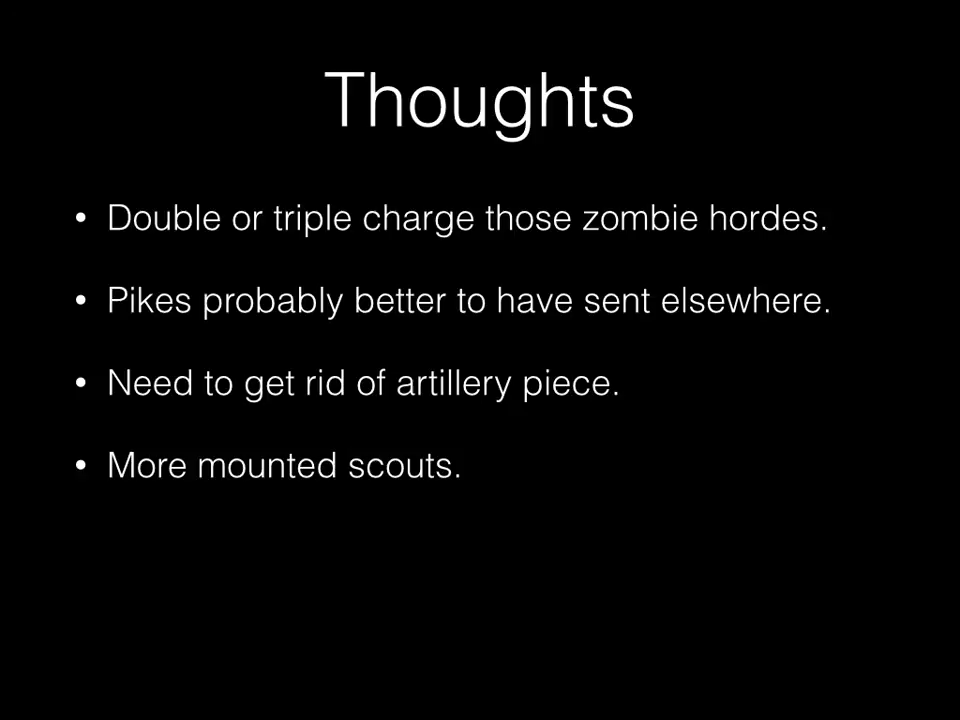 Thoughts
• Double or triple charge those zombie hordes.
• Pikes probably better to have sent elsewhere.
• Need to get rid of artillery piece.
• More mounted scouts.